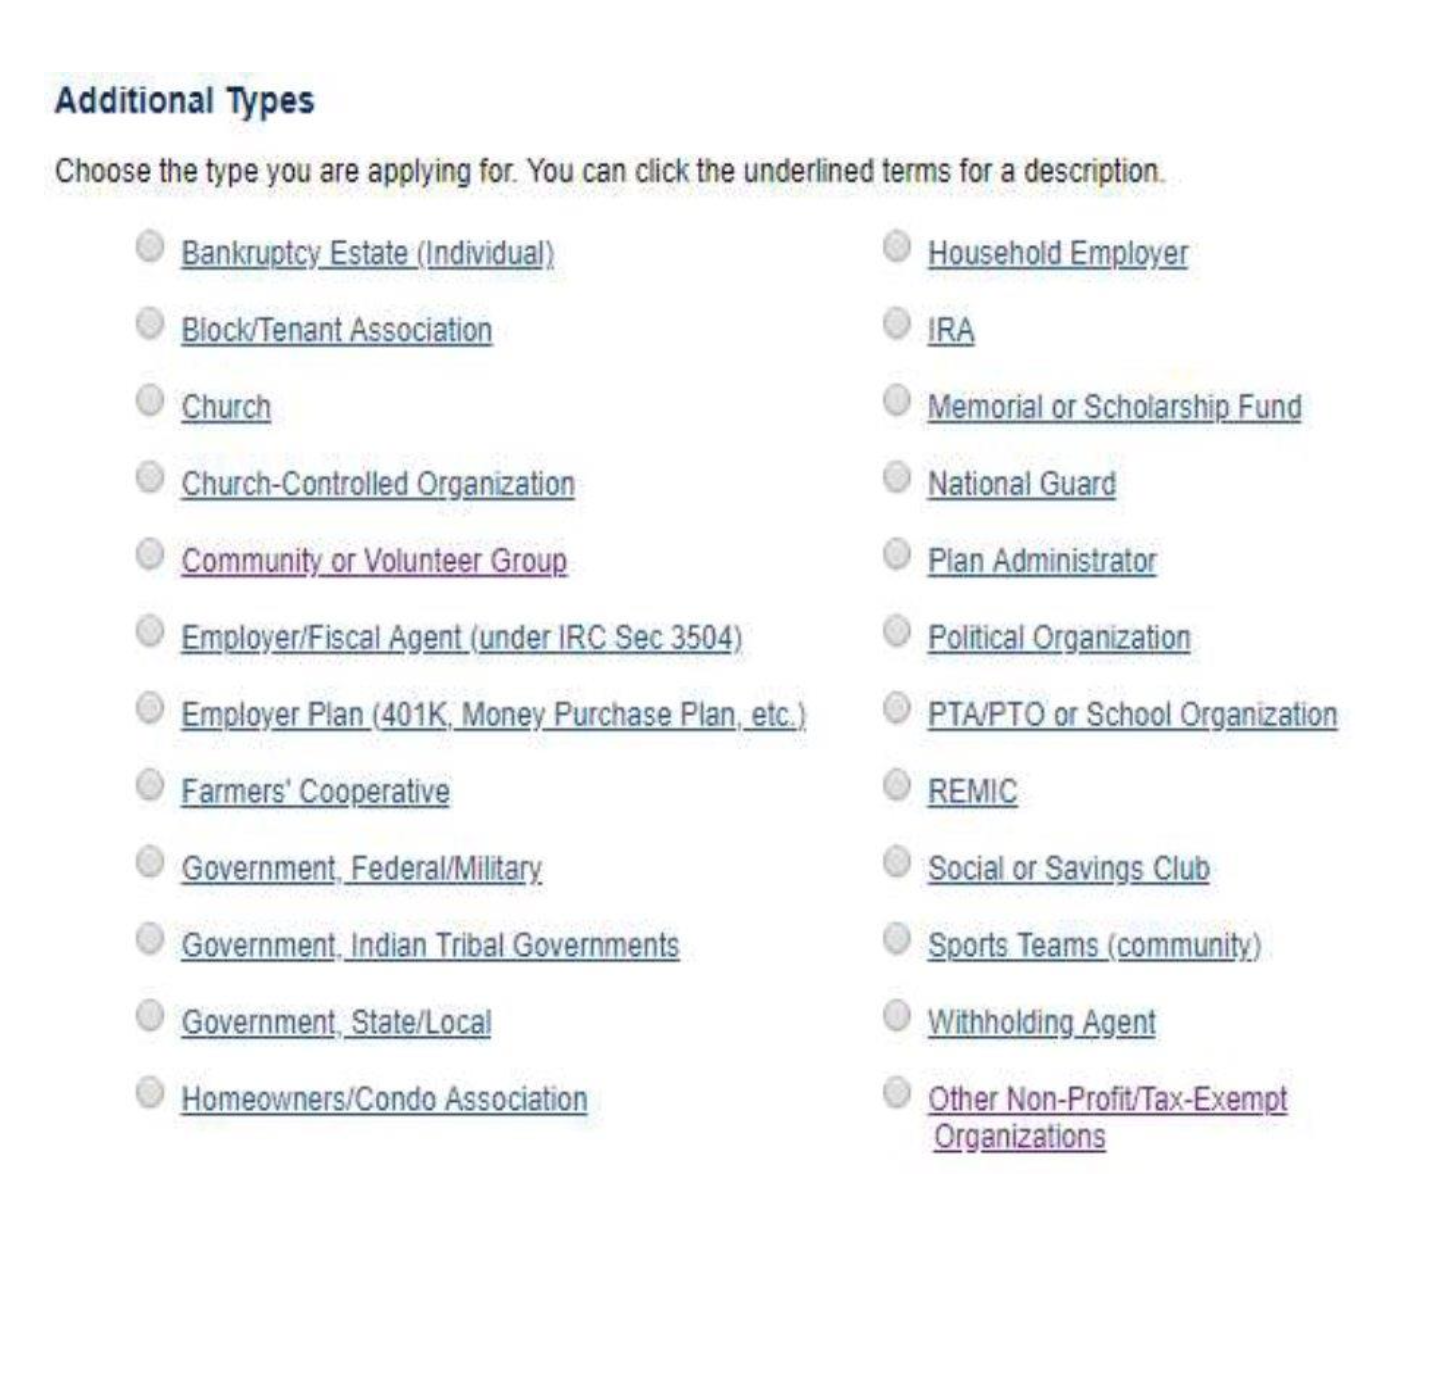 Additional Types
Choose the type you are applying for. You can click the underlined terms for a description.
Bankruptcy Estate (Individual)
Block/Tenant Association
Church
Church-Controlled Organization
Community or Volunteer Group
Employer/Fiscal Agent (under IRC Sec 3504)
Employer Plan (401K, Money Purchase Plan, etc.)
Farmers' Cooperative
Government, Federal/Military
Government, Indian Tribal Governments
Government, State/Local
Homeowners/Condo Association
Household Employer
IRA
Memorial or Scholarship Fund
National Guard
Plan Administrator
Political Organization
PTA/PTO or School Organization
REMIC
Social or Savings Club
Sports Teams (community)
Withholding Agent
Other Non-Profit/Tax-Exempt
Organizations